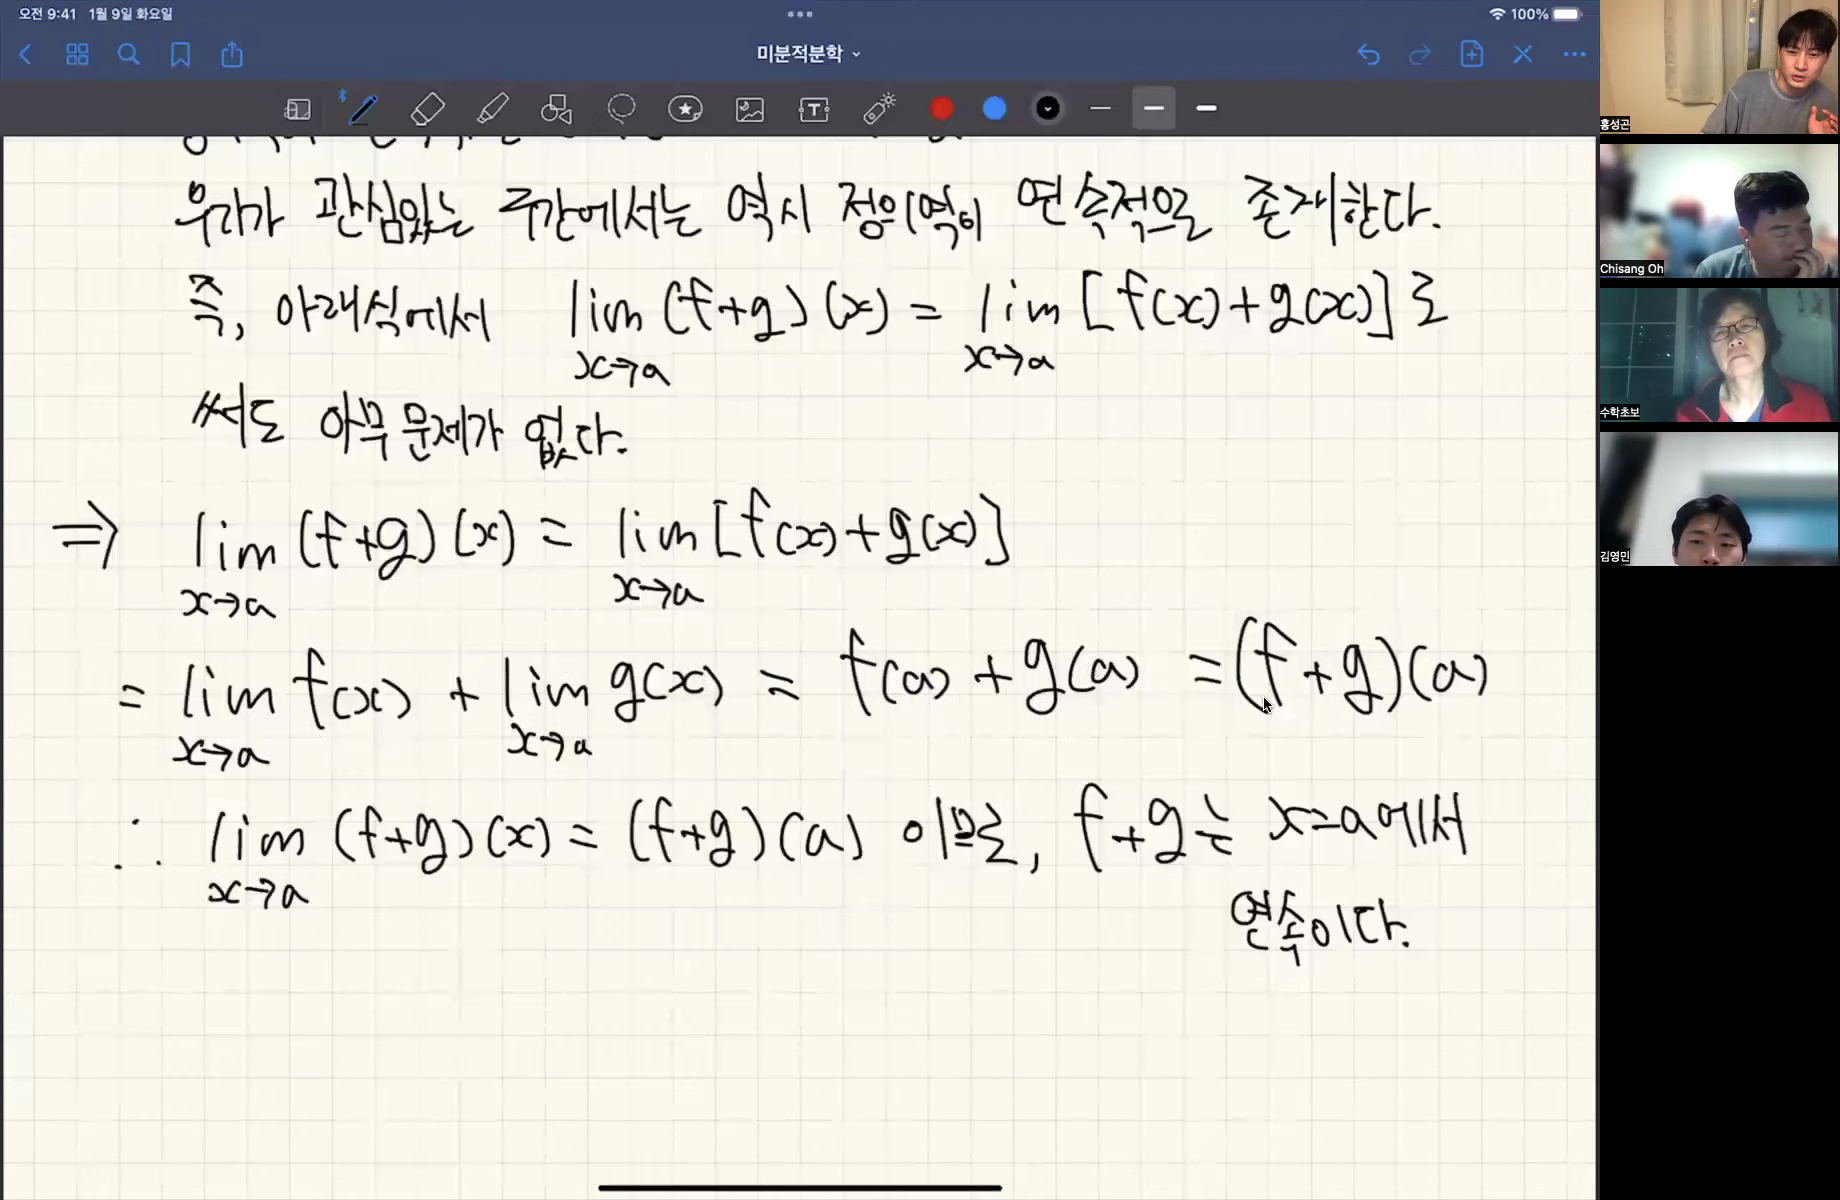 오전 9:41 1월 9일 화요일
100%
미분적분학
우리가 관심있는 구간에서는 역시 정의역이 연속적으로 존재한다.
즉, 아래식에서 lim (f+g)(x) = lim [f(x)+g(x)]로
x→a x→a
써도 아무 문제가 없다.
⇒ lim (f+g)(x) = lim [f(x)+g(x)]
x→a x→a
= lim f(x) + lim g(x) = f(a) + g(a) = (f+g)(a)
x→a x→a
∴ lim (f+g)(x) = (f+g)(a) 이므로, f+g는 x=a에서
x→a
연속이다.
홍성곤
Chisang Oh
수학초보
김영민